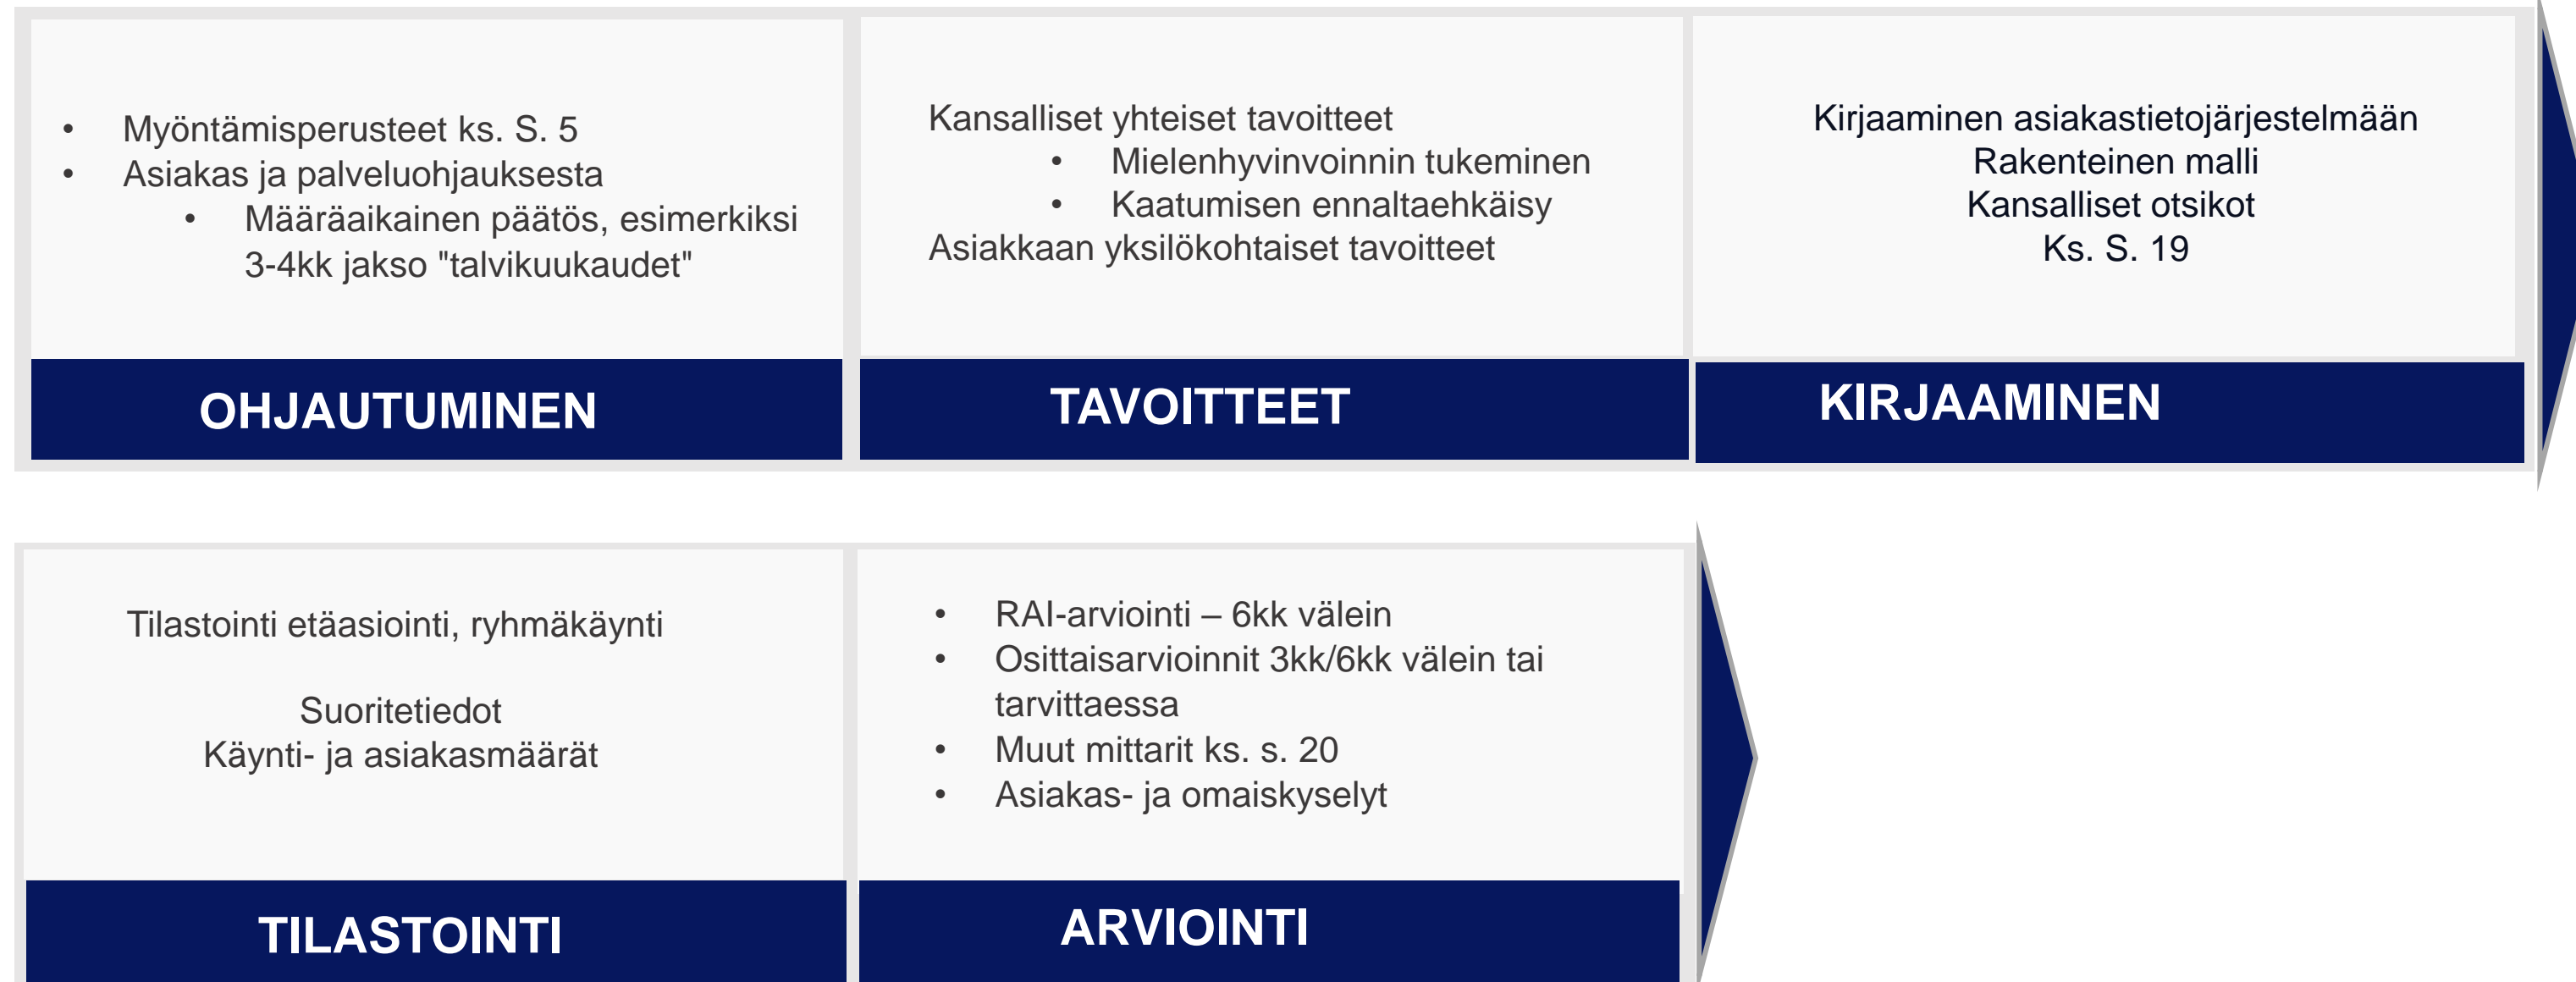 • Myöntämisperusteet ks. S. 5
• Asiakas ja palveluohjauksesta
• Määräaikainen päätös, esimerkiksi
3-4kk jakso "talvikuukaudet"
OHJAUTUMINEN
Kansalliset yhteiset tavoitteet
• Mielenhyvinvoinnin tukeminen
• Kaatumisen ennaltaehkäisy
Asiakkaan yksilökohtaiset tavoitteet
TAVOITTEET
Kirjaaminen asiakastietojärjestelmään
Rakenteinen malli
Kansalliset otsikot
Ks. S. 19
KIRJAAMINEN
Tilastointi etäasiointi, ryhmäkäynti
Suoritetiedot
Käynti- ja asiakasmäärät
TILASTOINTI
• RAI-arviointi – 6kk välein
• Osittaisarvioinnit 3kk/6kk välein tai
tarvittaessa
• Muut mittarit ks. s. 20
• Asiakas- ja omaiskyselyt
ARVIOINTI